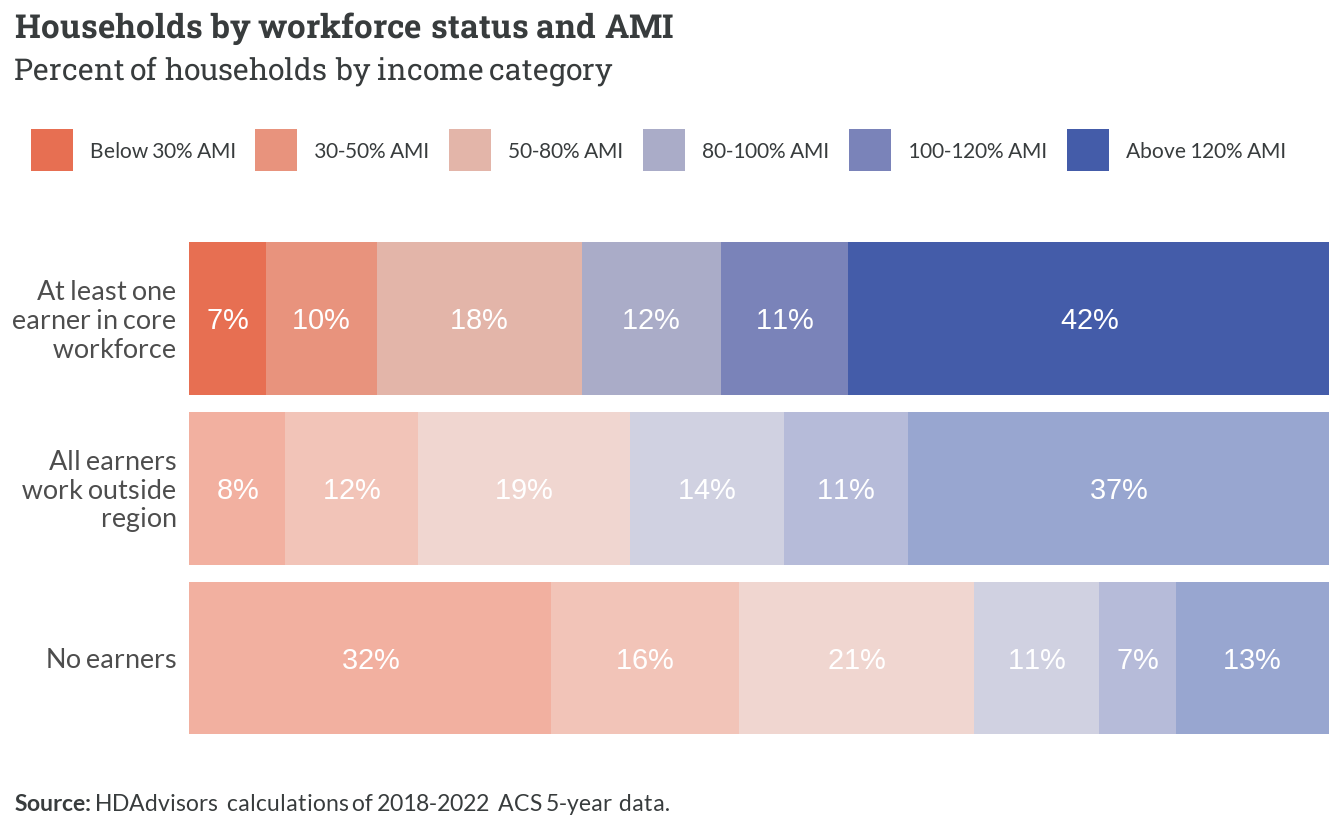 Households by workforce status and AMI
Percent of households by income category
Below 30% AMI 30-50% AMI 50-80% AMI 80-100% AMI 100-120% AMI Above 120% AMI
At least one
earner in core
workforce
7% 10% 18% 12% 11% 42%
All earners
work outside
region
8% 12% 19% 14% 11% 37%
No earners
32% 16% 21% 11% 7% 13%
Source: HDAdvisors calculations of 2018-2022 ACS 5-year data.